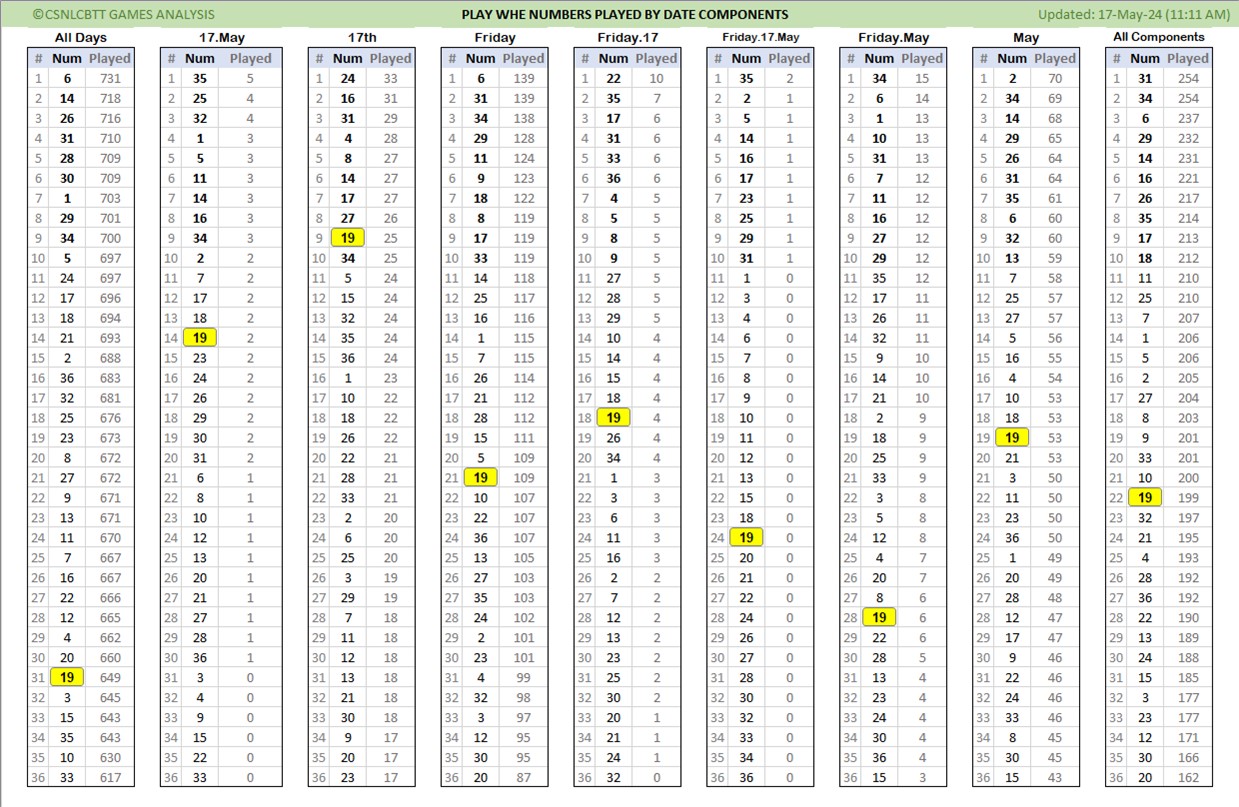 ©CSNLCBTT GAMES ANALYSIS PLAY WHE NUMBERS PLAYED BY DATE COMPONENTS Updated: 17-May-24 (11:11 AM)
All Days 17.May 17th Friday Friday.17 Friday.17.May Friday.May May All Components
# Num Played # Num Played # Num Played # Num Played # Num Played # Num Played # Num Played # Num Played # Num Played
1 6 731 1 35 5 1 24 33 1 6 139 1 22 10 1 35 2 1 34 15 1 2 70 1 31 254
2 14 718 2 25 4 2 16 31 2 31 139 2 35 7 2 2 1 2 6 14 2 34 69 2 34 254
3 26 716 3 32 4 3 31 29 3 34 138 3 17 6 3 5 1 3 1 13 3 14 68 3 6 237
4 31 710 4 1 3 4 4 28 4 29 128 4 31 6 4 14 1 4 10 13 4 29 65 4 29 232
5 28 709 5 5 3 5 8 27 5 11 124 5 33 6 5 16 1 5 31 13 5 26 64 5 14 231
6 30 709 6 11 3 6 14 27 6 9 123 6 36 6 6 17 1 6 7 12 6 31 64 6 16 221
7 1 703 7 14 3 7 17 27 7 18 122 7 4 5 7 23 1 7 11 12 7 35 61 7 26 217
8 29 701 8 16 3 8 27 26 8 8 119 8 5 5 8 25 1 8 16 12 8 6 60 8 35 214
9 34 700 9 34 3 9 19 25 9 17 119 9 8 5 9 29 1 9 27 12 9 32 60 9 17 213
10 5 697 10 2 2 10 34 25 10 33 119 10 9 5 10 31 1 10 29 12 10 13 59 10 18 212
11 24 697 11 7 2 11 5 24 11 14 118 11 27 5 11 1 0 11 35 12 11 7 58 11 11 210
12 17 696 12 17 2 12 15 24 12 25 117 12 28 5 12 3 0 12 17 11 12 25 57 12 25 210
13 18 694 13 18 2 13 32 24 13 16 116 13 29 5 13 4 0 13 26 11 13 27 57 13 7 207
14 21 693 14 19 2 14 35 24 14 1 115 14 10 4 14 6 0 14 32 11 14 5 56 14 1 206
15 2 688 15 23 2 15 36 24 15 7 115 15 14 4 15 7 0 15 9 10 15 16 55 15 5 206
16 36 683 16 24 2 16 1 23 16 26 114 16 15 4 16 8 0 16 14 10 16 4 54 16 2 205
17 32 681 17 26 2 17 10 22 17 21 112 17 18 4 17 9 0 17 21 10 17 10 53 17 27 204
18 25 676 18 29 2 18 18 22 18 28 112 18 19 4 18 10 0 18 2 9 18 18 53 18 8 203
19 23 673 19 30 2 19 26 22 19 15 111 19 26 4 19 11 0 19 18 9 19 19 53 19 9 201
20 8 672 20 31 2 20 22 21 20 5 109 20 34 4 20 12 0 20 25 9 20 21 53 20 33 201
21 27 672 21 6 1 21 28 21 21 19 109 21 1 3 21 13 0 21 33 9 21 3 50 21 10 200
22 9 671 22 8 1 22 33 21 22 10 107 22 3 3 22 15 0 22 3 8 22 11 50 22 19 199
23 13 671 23 10 1 23 2 20 23 22 107 23 6 3 23 18 0 23 5 8 23 23 50 23 32 197
24 11 670 24 12 1 24 6 20 24 36 107 24 11 3 24 19 0 24 12 8 24 36 50 24 21 195
25 7 667 25 13 1 25 25 20 25 13 105 25 16 3 25 20 0 25 4 7 25 1 49 25 4 193
26 16 667 26 20 1 26 3 19 26 27 103 26 2 2 26 21 0 26 20 7 26 20 49 26 28 192
27 22 666 27 21 1 27 29 19 27 35 103 27 7 2 27 22 0 27 8 6 27 28 48 27 36 192
28 12 665 28 27 1 28 7 18 28 24 102 28 12 2 28 24 0 28 19 6 28 12 47 28 22 190
29 4 662 29 28 1 29 11 18 29 2 101 29 13 2 29 26 0 29 22 6 29 17 47 29 13 189
30 20 660 30 36 1 30 12 18 30 23 101 30 23 2 30 27 0 30 28 5 30 9 46 30 24 188
31 19 649 31 3 0 31 13 18 31 4 99 31 25 2 31 28 0 31 13 4 31 22 46 31 15 185
32 3 645 32 4 0 32 21 18 32 32 98 32 30 2 32 30 0 32 23 4 32 24 46 32 3 177
33 15 643 33 9 0 33 30 18 33 3 97 33 20 1 33 32 0 33 24 4 33 33 46 33 23 177
34 35 643 34 15 0 34 9 17 34 12 95 34 21 1 34 33 0 34 30 4 34 8 45 34 12 171
35 10 630 35 22 0 35 20 17 35 30 95 35 24 1 35 34 0 35 36 4 35 30 45 35 30 166
36 33 617 36 33 0 36 23 17 36 20 87 36 32 0 36 36 0 36 15 3 36 15 43 36 20 162